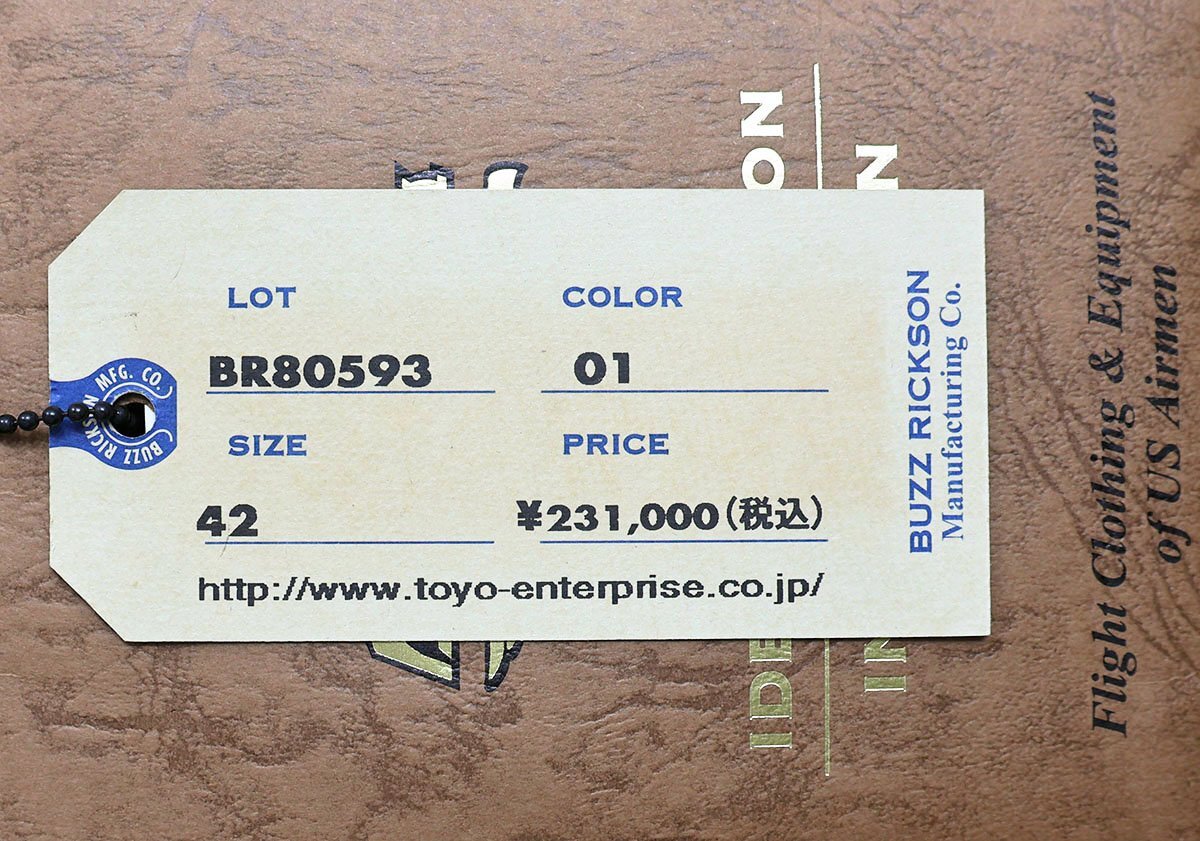 LOT
COLOR
BR80593
01
SIZE
PRICE
42
¥231,000(税込)
http://www.toyo-enterprise.co.jp/
BUZZ RICKSON
Manufacturing Co.
BUZZ RICKSON MFG. CO.
Flight Clothing & Equipment
of US Airmen